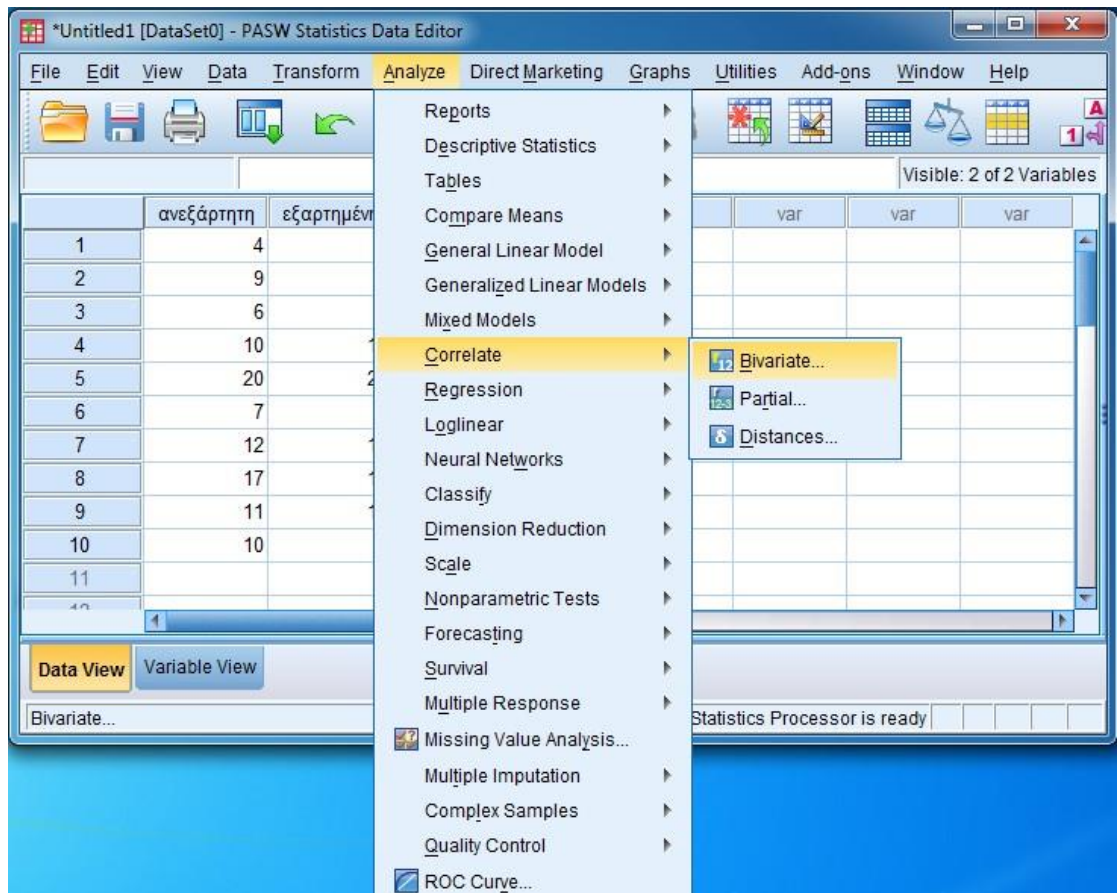 *Untitled1 [DataSet0] - PASW Statistics Data Editor
File Edit View Data Transform Analyze Direct Marketing Graphs Utilities Add-ons Window Help
Visible: 2 of 2 Variables
ανεξάρτητη var var var
1 4
2 9
3 6
4 10
5 20
6 7
7 12
8 17
9 11
10 10
11
Data View Variable View
Bivariate... Statistics Processor is ready
Reports
Descriptive Statistics
Tables
Compare Means
General Linear Model
Generalized Linear Models
Mixed Models
Correlate
Regression
Loglinear
Neural Networks
Classify
Dimension Reduction
Scale
Nonparametric Tests
Forecasting
Survival
Multiple Response
Missing Value Analysis...
Multiple Imputation
Complex Samples
Quality Control
ROC Curve...
Bivariate...
Partial...
Distances...